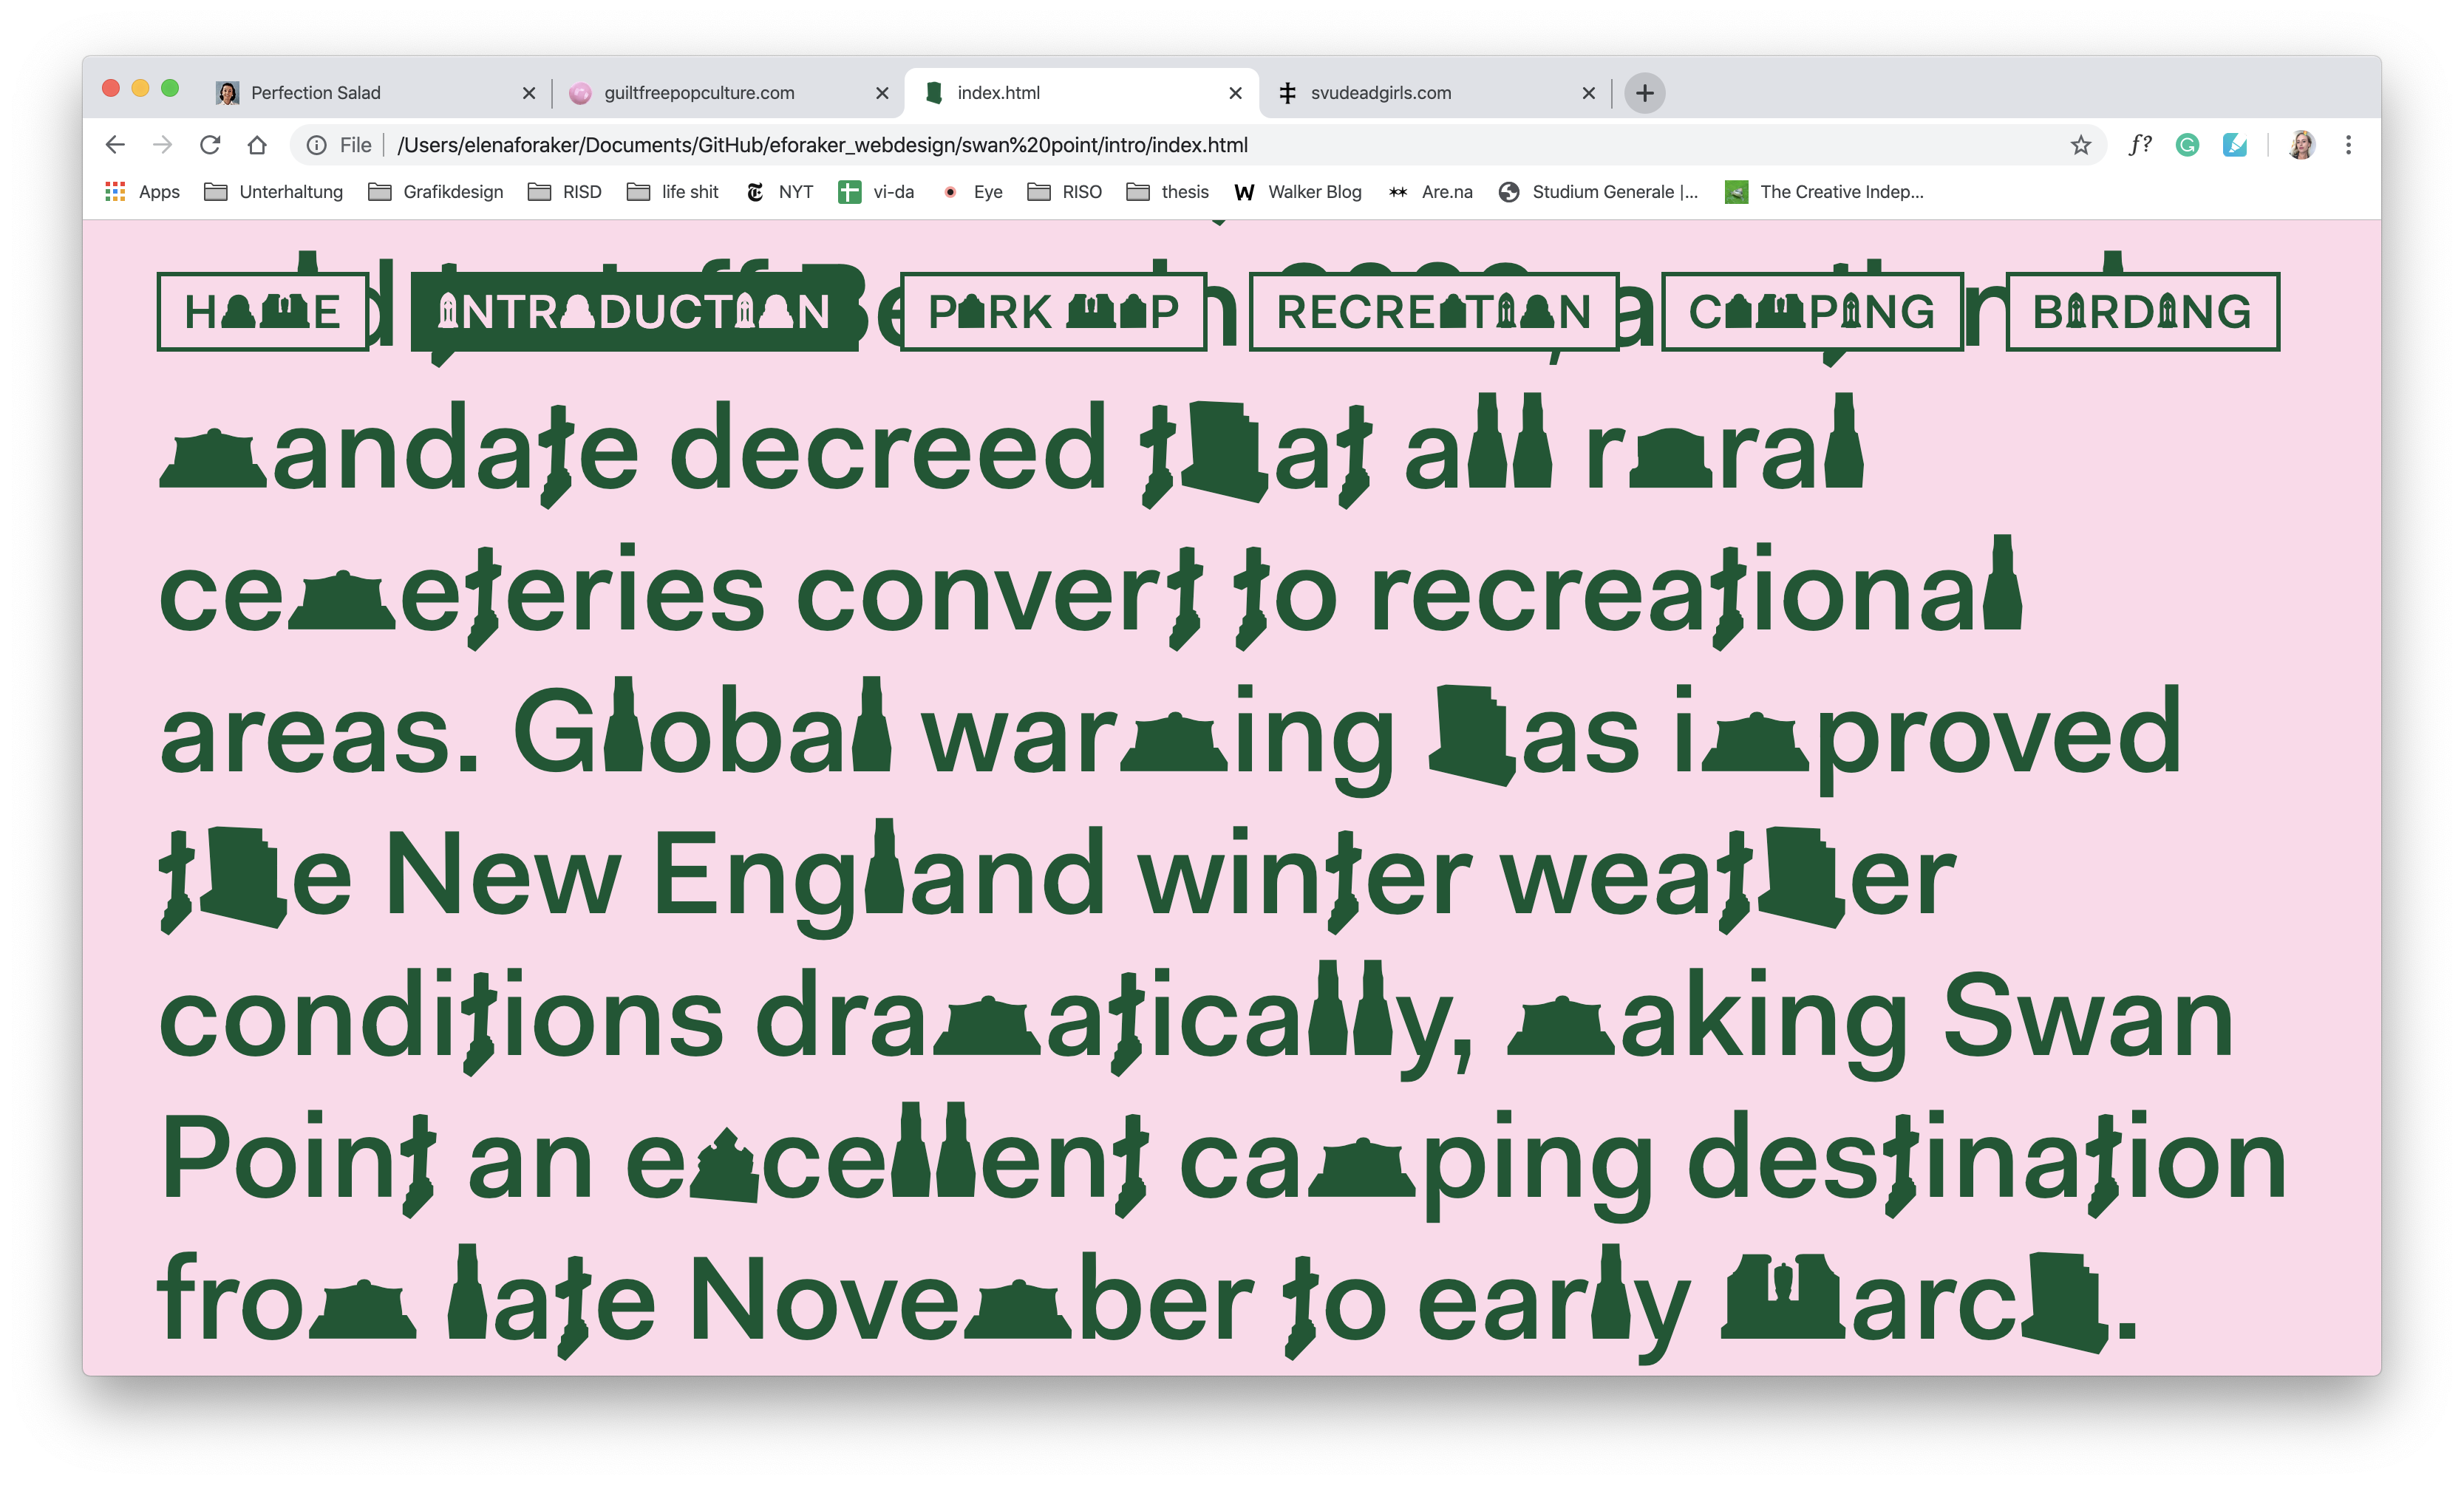 Perfection Salad
guiltfreepopculture.com
index.html
svudeadgirls.com
File /Users/elenaforaker/Documents/GitHub/eforaker_webdesign/swan%20point/intro/index.html
f?
Apps Unterhaltung Grafikdesign RISD life shit NYT vi-da Eye RISO thesis Walker Blog Are.na Studium Generale |... The Creative Indep...
HOME INTRODUCTION PARK MAP RECREATION CAMPING BIRDING
mandate decreed that all rural
cemeteries convert to recreational
areas. Global warming has improved
the New England winter weather
conditions dramatically, making Swan
Point an excellent camping destination
from late November to early March.